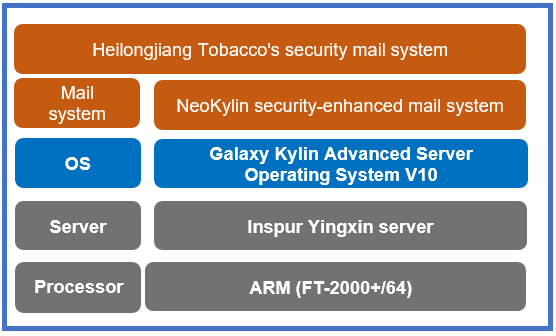 Heilongjiang Tobacco's security mail system
Mail
system
NeoKylin security-enhanced mail system
OS
Galaxy Kylin Advanced Server
Operating System V10
Server
Inspur Yingxin server
Processor
ARM (FT-2000+/64)